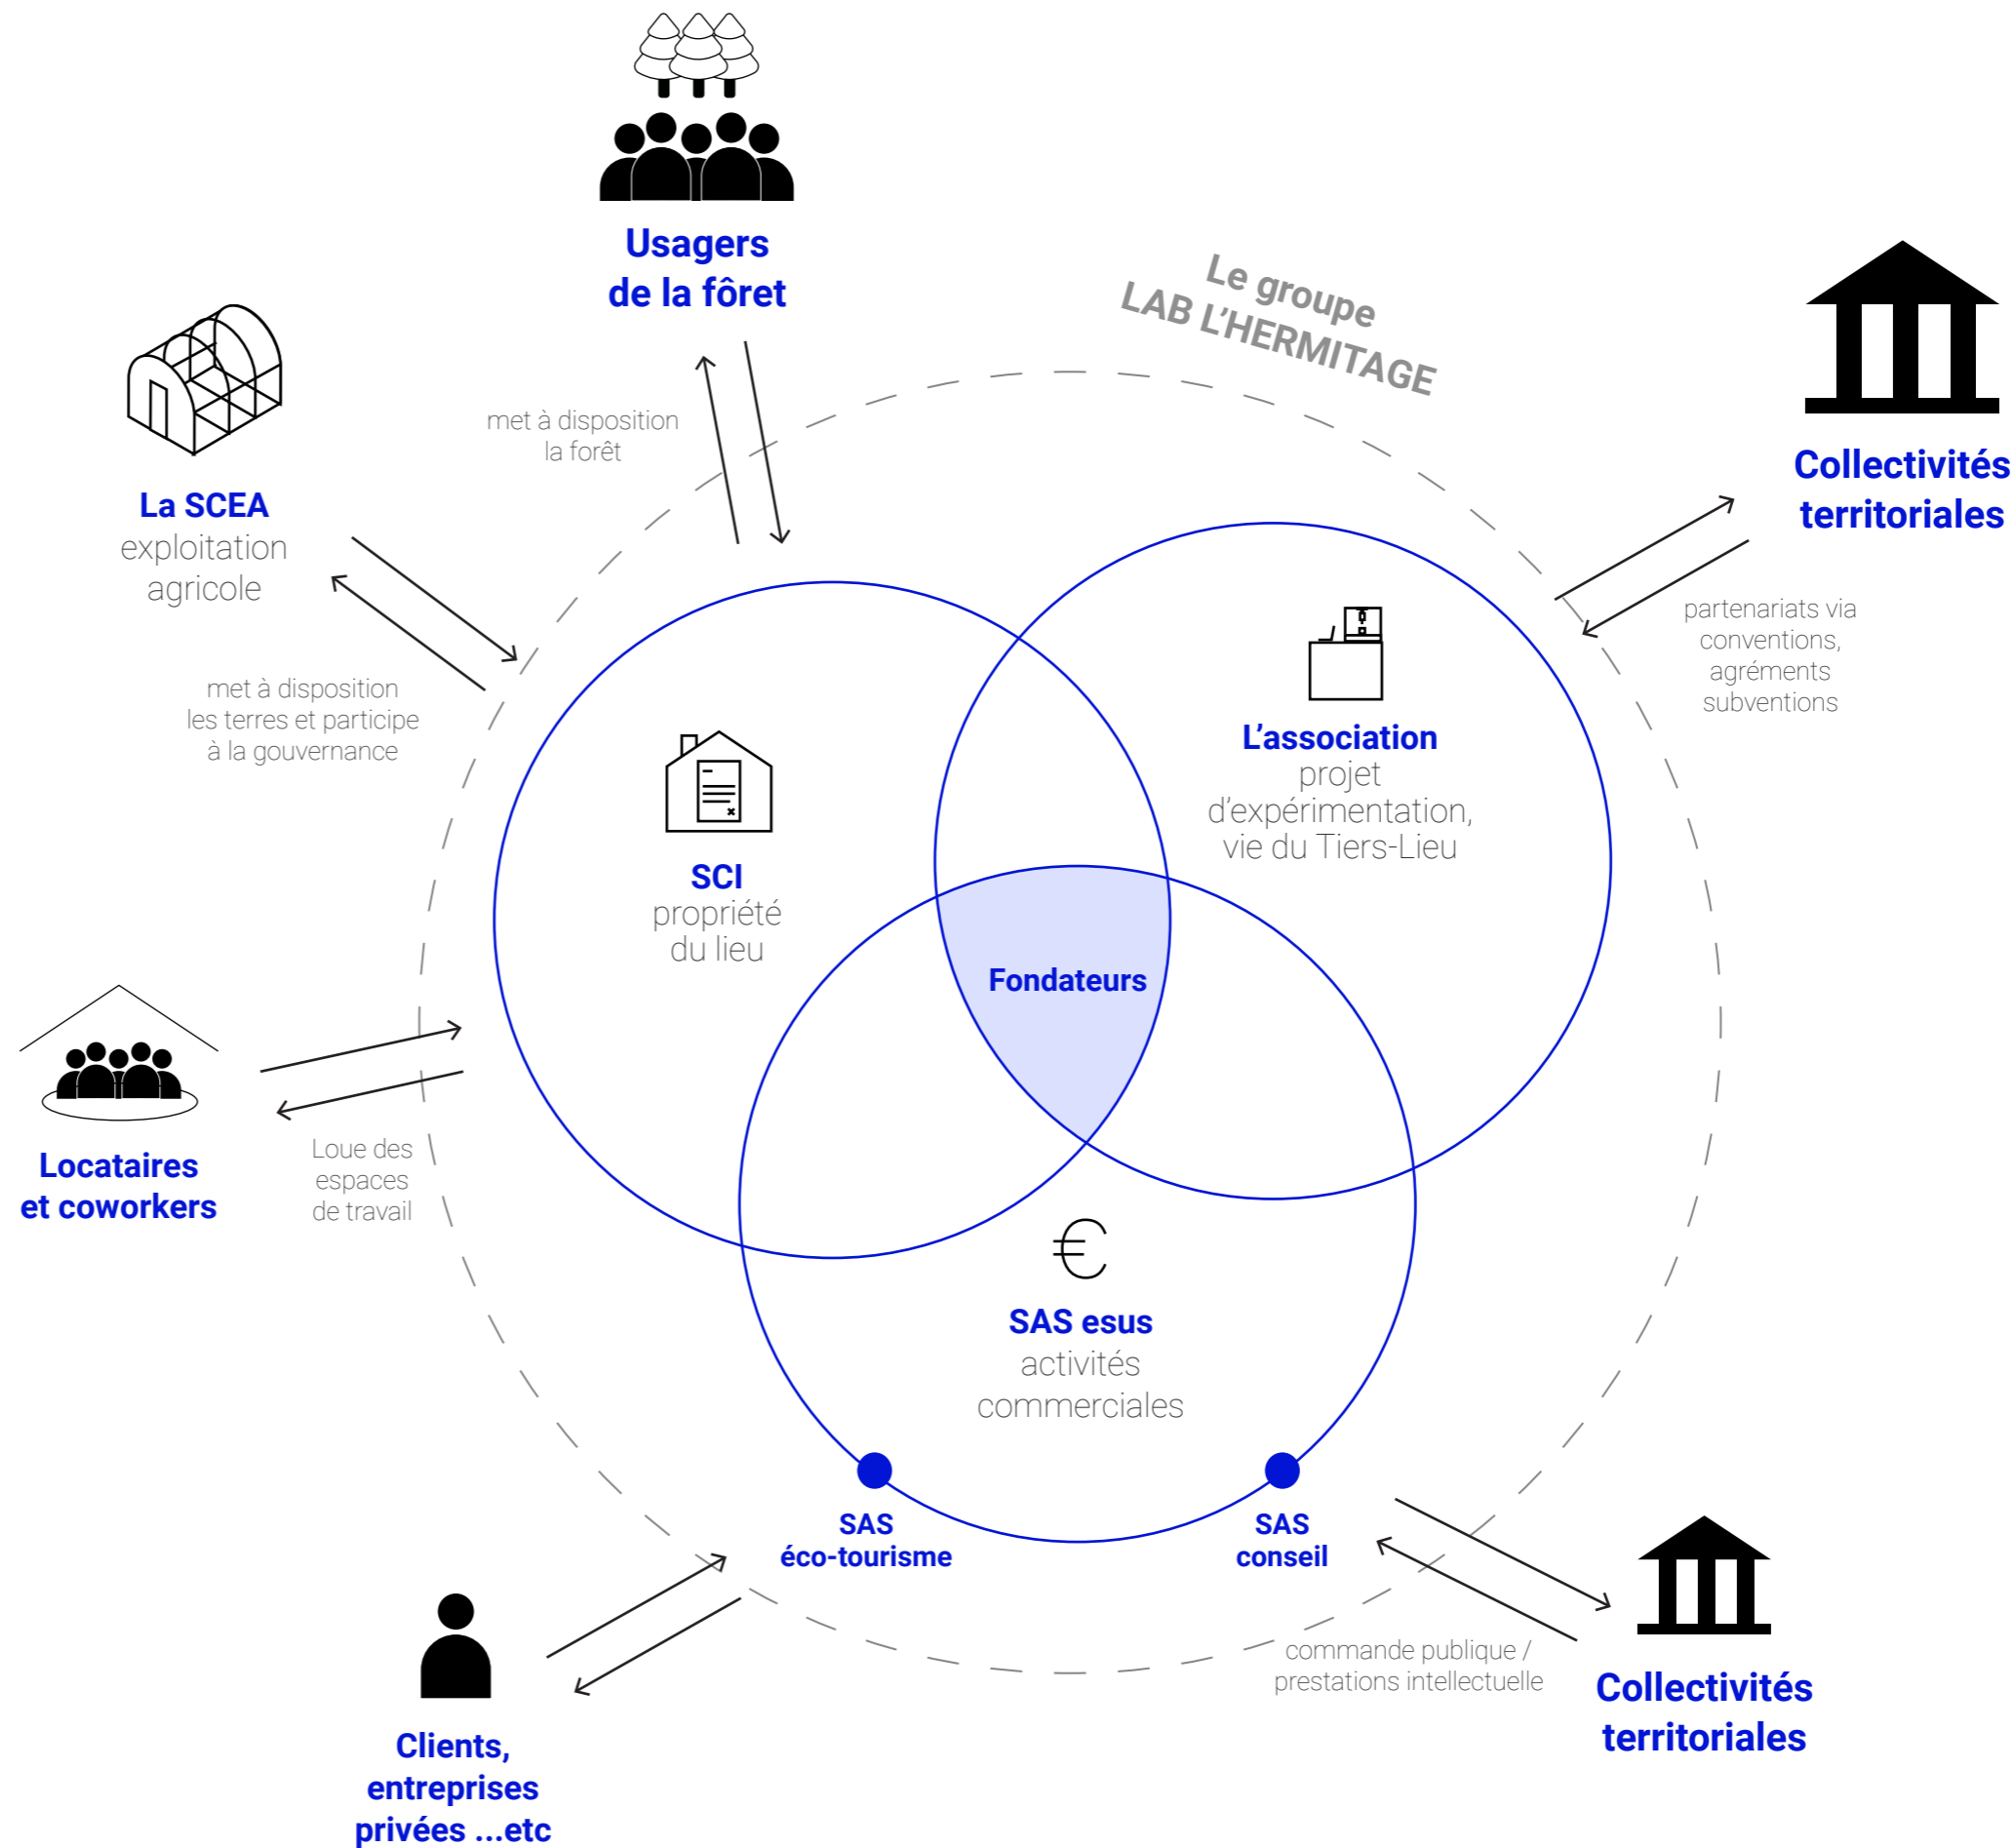 Usagers
de la fôret
Le groupe
LAB L'HERMITAGE
Collectivités
territoriales
met à disposition
la forêt
La SCEA
exploitation
agricole
partenariats via
conventions,
agréments
subventions
met à disposition
les terres et participe
à la gouvernance
L'association
projet
d'expérimentation,
vie du Tiers-Lieu
SCI
propriété
du lieu
Fondateurs
Locataires
et coworkers
Loue des
espaces
de travail
€
SAS esus
activités
commerciales
SAS
éco-tourisme
SAS
conseil
commande publique /
prestations intellectuelle
Collectivités
territoriales
Clients,
entreprises
privées ...etc